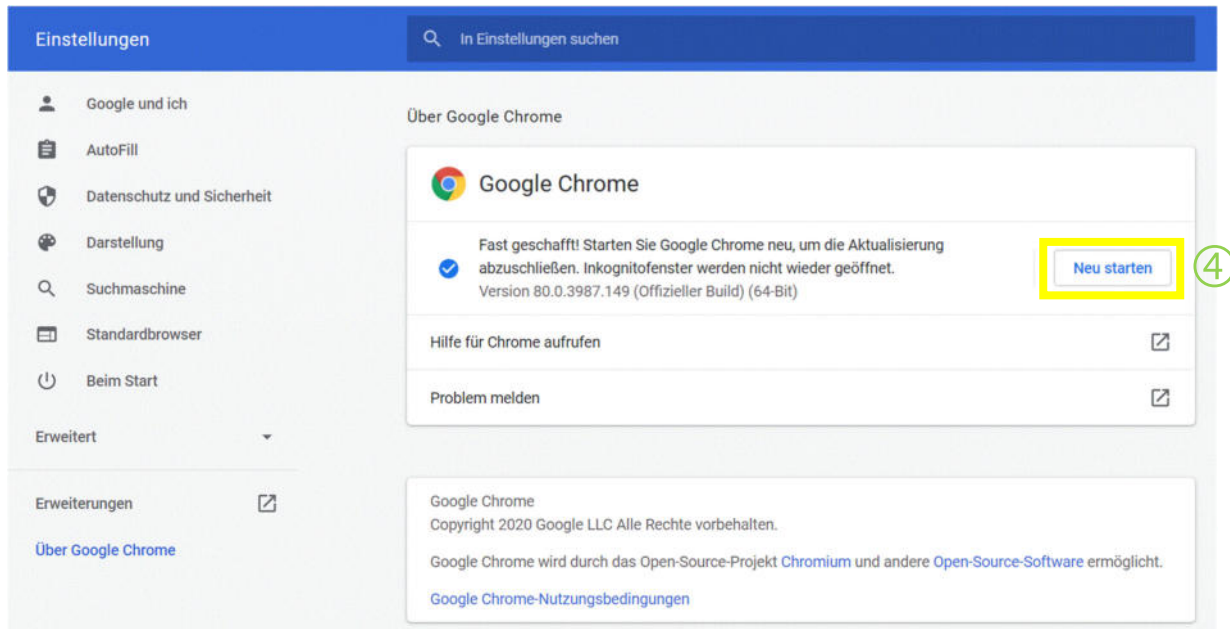 Einstellungen
In Einstellungen suchen
Google und ich
AutoFill
Datenschutz und Sicherheit
Darstellung
Suchmaschine
Standardbrowser
Beim Start
Erweitert
Erweiterungen
Über Google Chrome
Über Google Chrome
Google Chrome
Fast geschafft! Starten Sie Google Chrome neu, um die Aktualisierung
abzuschließen. Inkognitofenster werden nicht wieder geöffnet.
Version 80.0.3987.149 (Offizieller Build) (64-Bit)
Neu starten
④
Hilfe für Chrome aufrufen
Problem melden
Google Chrome
Copyright 2020 Google LLC Alle Rechte vorbehalten.
Google Chrome wird durch das Open-Source-Projekt Chromium und andere Open-Source-Software ermöglicht.
Google Chrome-Nutzungsbedingungen